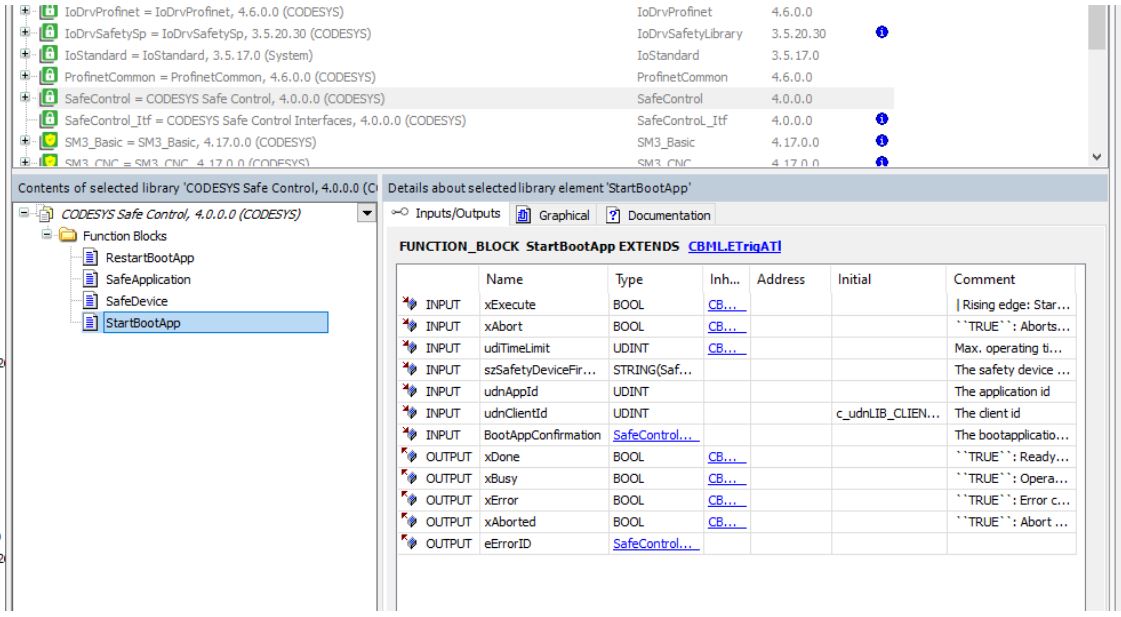 IoDrvProfinet = IoDrvProfinet, 4.6.0.0 (CODESYS) IoDrvProfinet 4.6.0.0
IoDrvSafetySp = IoDrvSafetySp, 3.5.20.30 (CODESYS) IoDrvSafetyLibrary 3.5.20.30
IoStandard = IoStandard, 3.5.17.0 (System) IoStandard 3.5.17.0
ProfinetCommon = ProfinetCommon, 4.6.0.0 (CODESYS) ProfinetCommon 4.6.0.0
SafeControl = CODESYS Safe Control, 4.0.0.0 (CODESYS) SafeControl 4.0.0.0
SafeControl_Itf = CODESYS Safe Control Interfaces, 4.0.0.0 (CODESYS) SafeControL_Itf 4.0.0.0
SM3_Basic = SM3_Basic, 4.17.0.0 (CODESYS) SM3_Basic 4.17.0.0
SM3_CNC = SM3_CNC, 4.17.0.0 (CODESYS) SM3_CNC 4.17.0.0
Contents of selected library 'CODESYS Safe Control, 4.0.0.0 (C
CODESYS Safe Control, 4.0.0.0 (CODESYS)
Function Blocks
RestartBootApp
SafeApplication
SafeDevice
StartBootApp
Details about selected library element 'StartBootApp'
Inputs/Outputs Graphical Documentation
FUNCTION_BLOCK StartBootApp EXTENDS CBML.ETrigATl
Name Type Inh... Address Initial Comment
INPUT xExecute BOOL CB... | Rising edge: Star...
INPUT xAbort BOOL CB... ``TRUE``: Aborts...
INPUT udiTimeLimit UDINT CB... Max. operating ti...
INPUT szSafetyDeviceFir... STRING(Saf... The safety device ...
INPUT udnAppId UDINT The application id
INPUT udnClientId UDINT c_udnLIB_CLIEN... The client id
INPUT BootAppConfirmation SafeControl... The bootapplicatio...
OUTPUT xDone BOOL CB... ``TRUE``: Ready...
OUTPUT xBusy BOOL CB... ``TRUE``: Opera...
OUTPUT xError BOOL CB... ``TRUE``: Error c...
OUTPUT xAborted BOOL CB... ``TRUE``: Abort ...
OUTPUT eErrorID SafeControl...